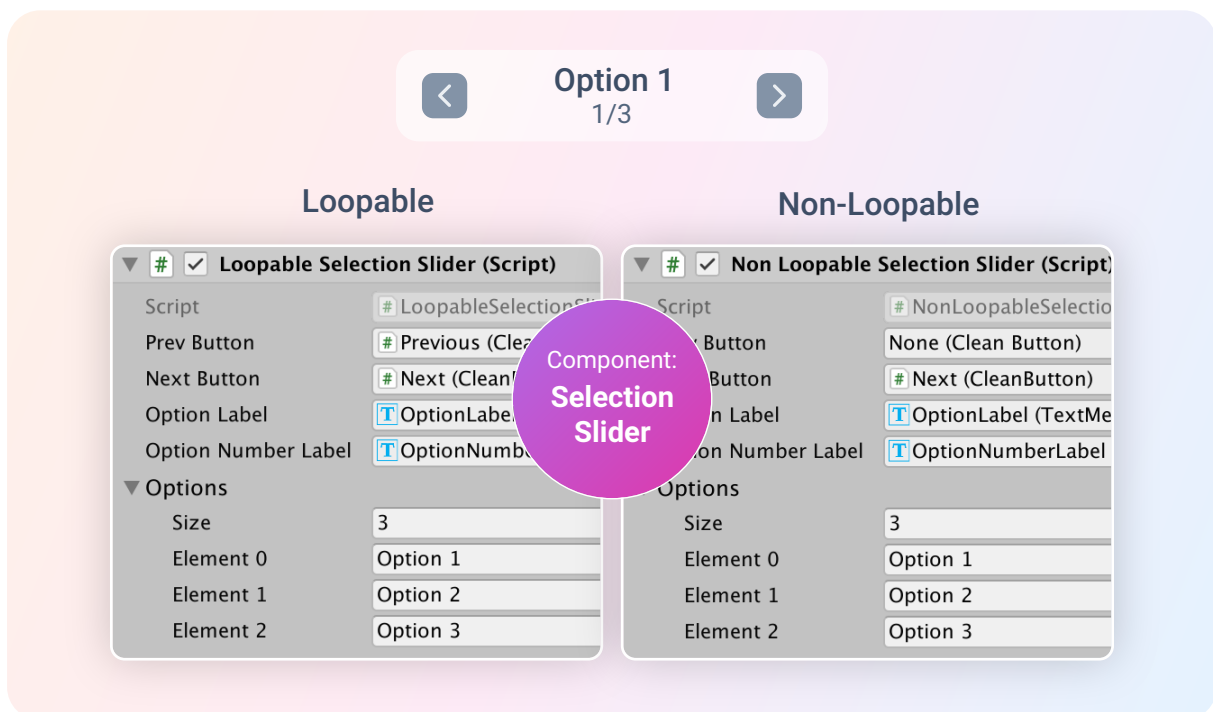 Option 1
1/3
Loopable
Non-Loopable
# Loopable Selection Slider (Script)
Script
# LoopableSelectionSli
Prev Button
# Previous (Clea
Next Button
# Next (Clean
Option Label
T OptionLabel
Option Number Label
T OptionNumb
Options
Size
3
Element 0
Option 1
Element 1
Option 2
Element 2
Option 3
Component:
Selection
Slider
# Non Loopable Selection Slider (Script)
Script
# NonLoopableSelectio
Button
None (Clean Button)
Button
# Next (CleanButton)
Label
T OptionLabel (TextMe
Number Label
T OptionNumberLabel
Options
Size
3
Element 0
Option 1
Element 1
Option 2
Element 2
Option 3